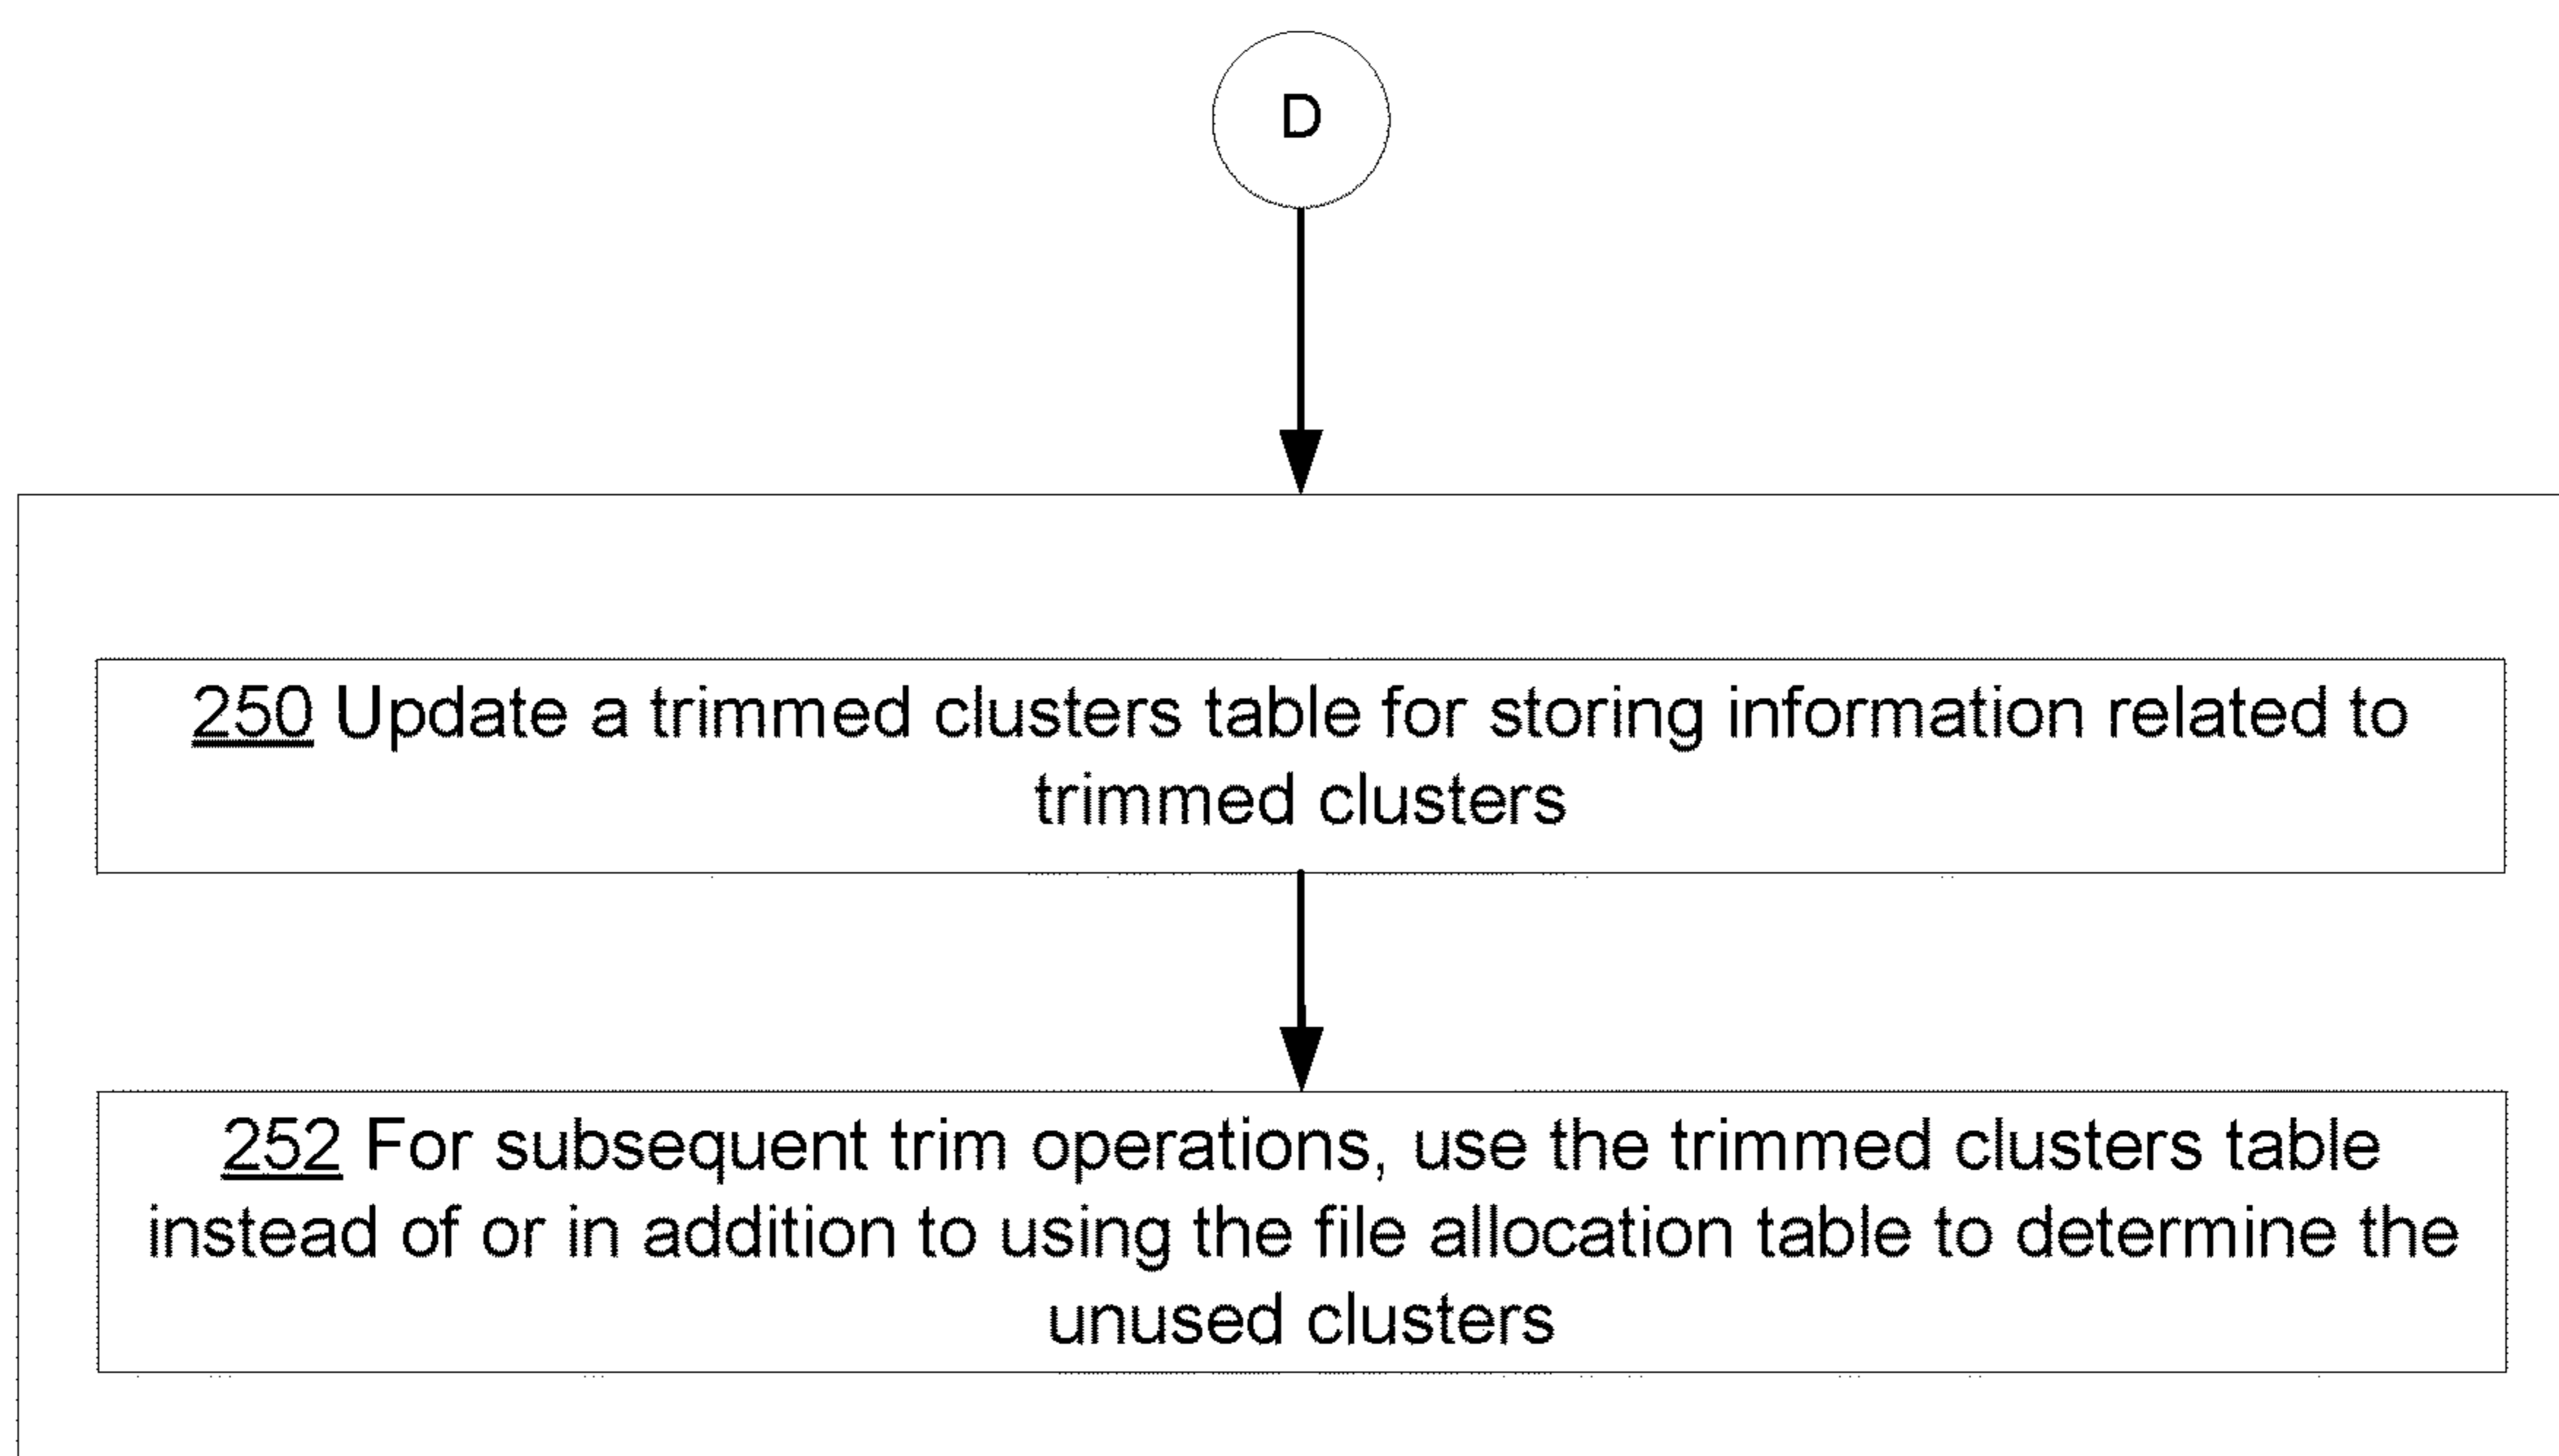 D
250 Update a trimmed clusters table for storing information related to
trimmed clusters
252 For subsequent trim operations, use the trimmed clusters table
instead of or in addition to using the file allocation table to determine the
unused clusters